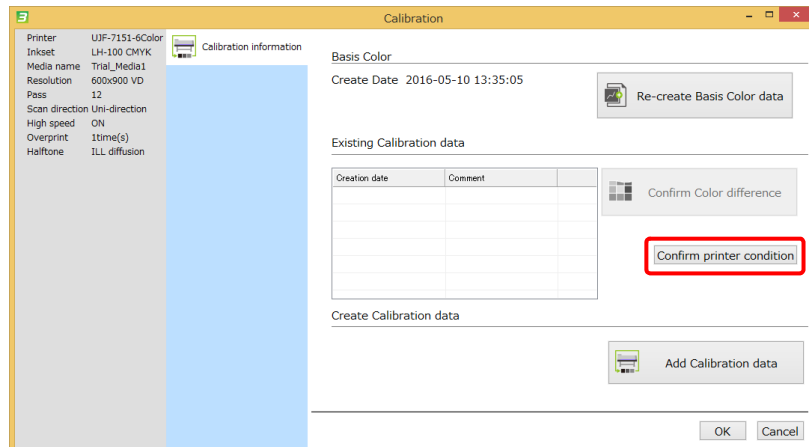 Calibration
Printer UJF-7151-6Color
Inkset LH-100 CMYK
Media name Trial_Media1
Resolution 600x900 VD
Pass 12
Scan direction Uni-direction
High speed ON
Overprint 1time(s)
Halftone ILL diffusion
Calibration information
Basis Color
Create Date 2016-05-10 13:35:05
Re-create Basis Color data
Existing Calibration data
Creation date Comment
Confirm Color difference
Confirm printer condition
Create Calibration data
Add Calibration data
OK Cancel